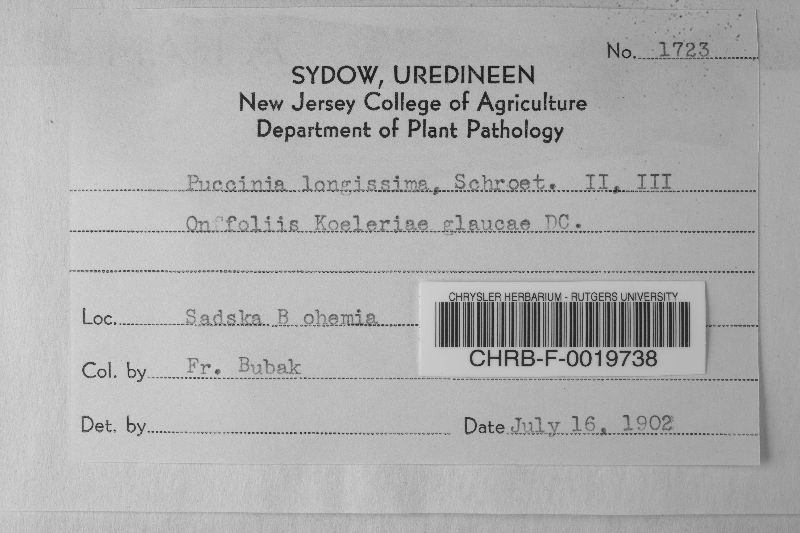 No. 1723
SYDOW, UREDINEEN
New Jersey College of Agriculture
Department of Plant Pathology
Puccinia longissima, Schroet. II, III
On foliis Koeleriae glaucae DC.
Loc. Sadska B ohemia
CHRYSLER HERBARIUM - RUTGERS UNIVERSITY
CHRB-F-0019738
Col. by Fr. Bubak
Det. by
Date July 16, 1902